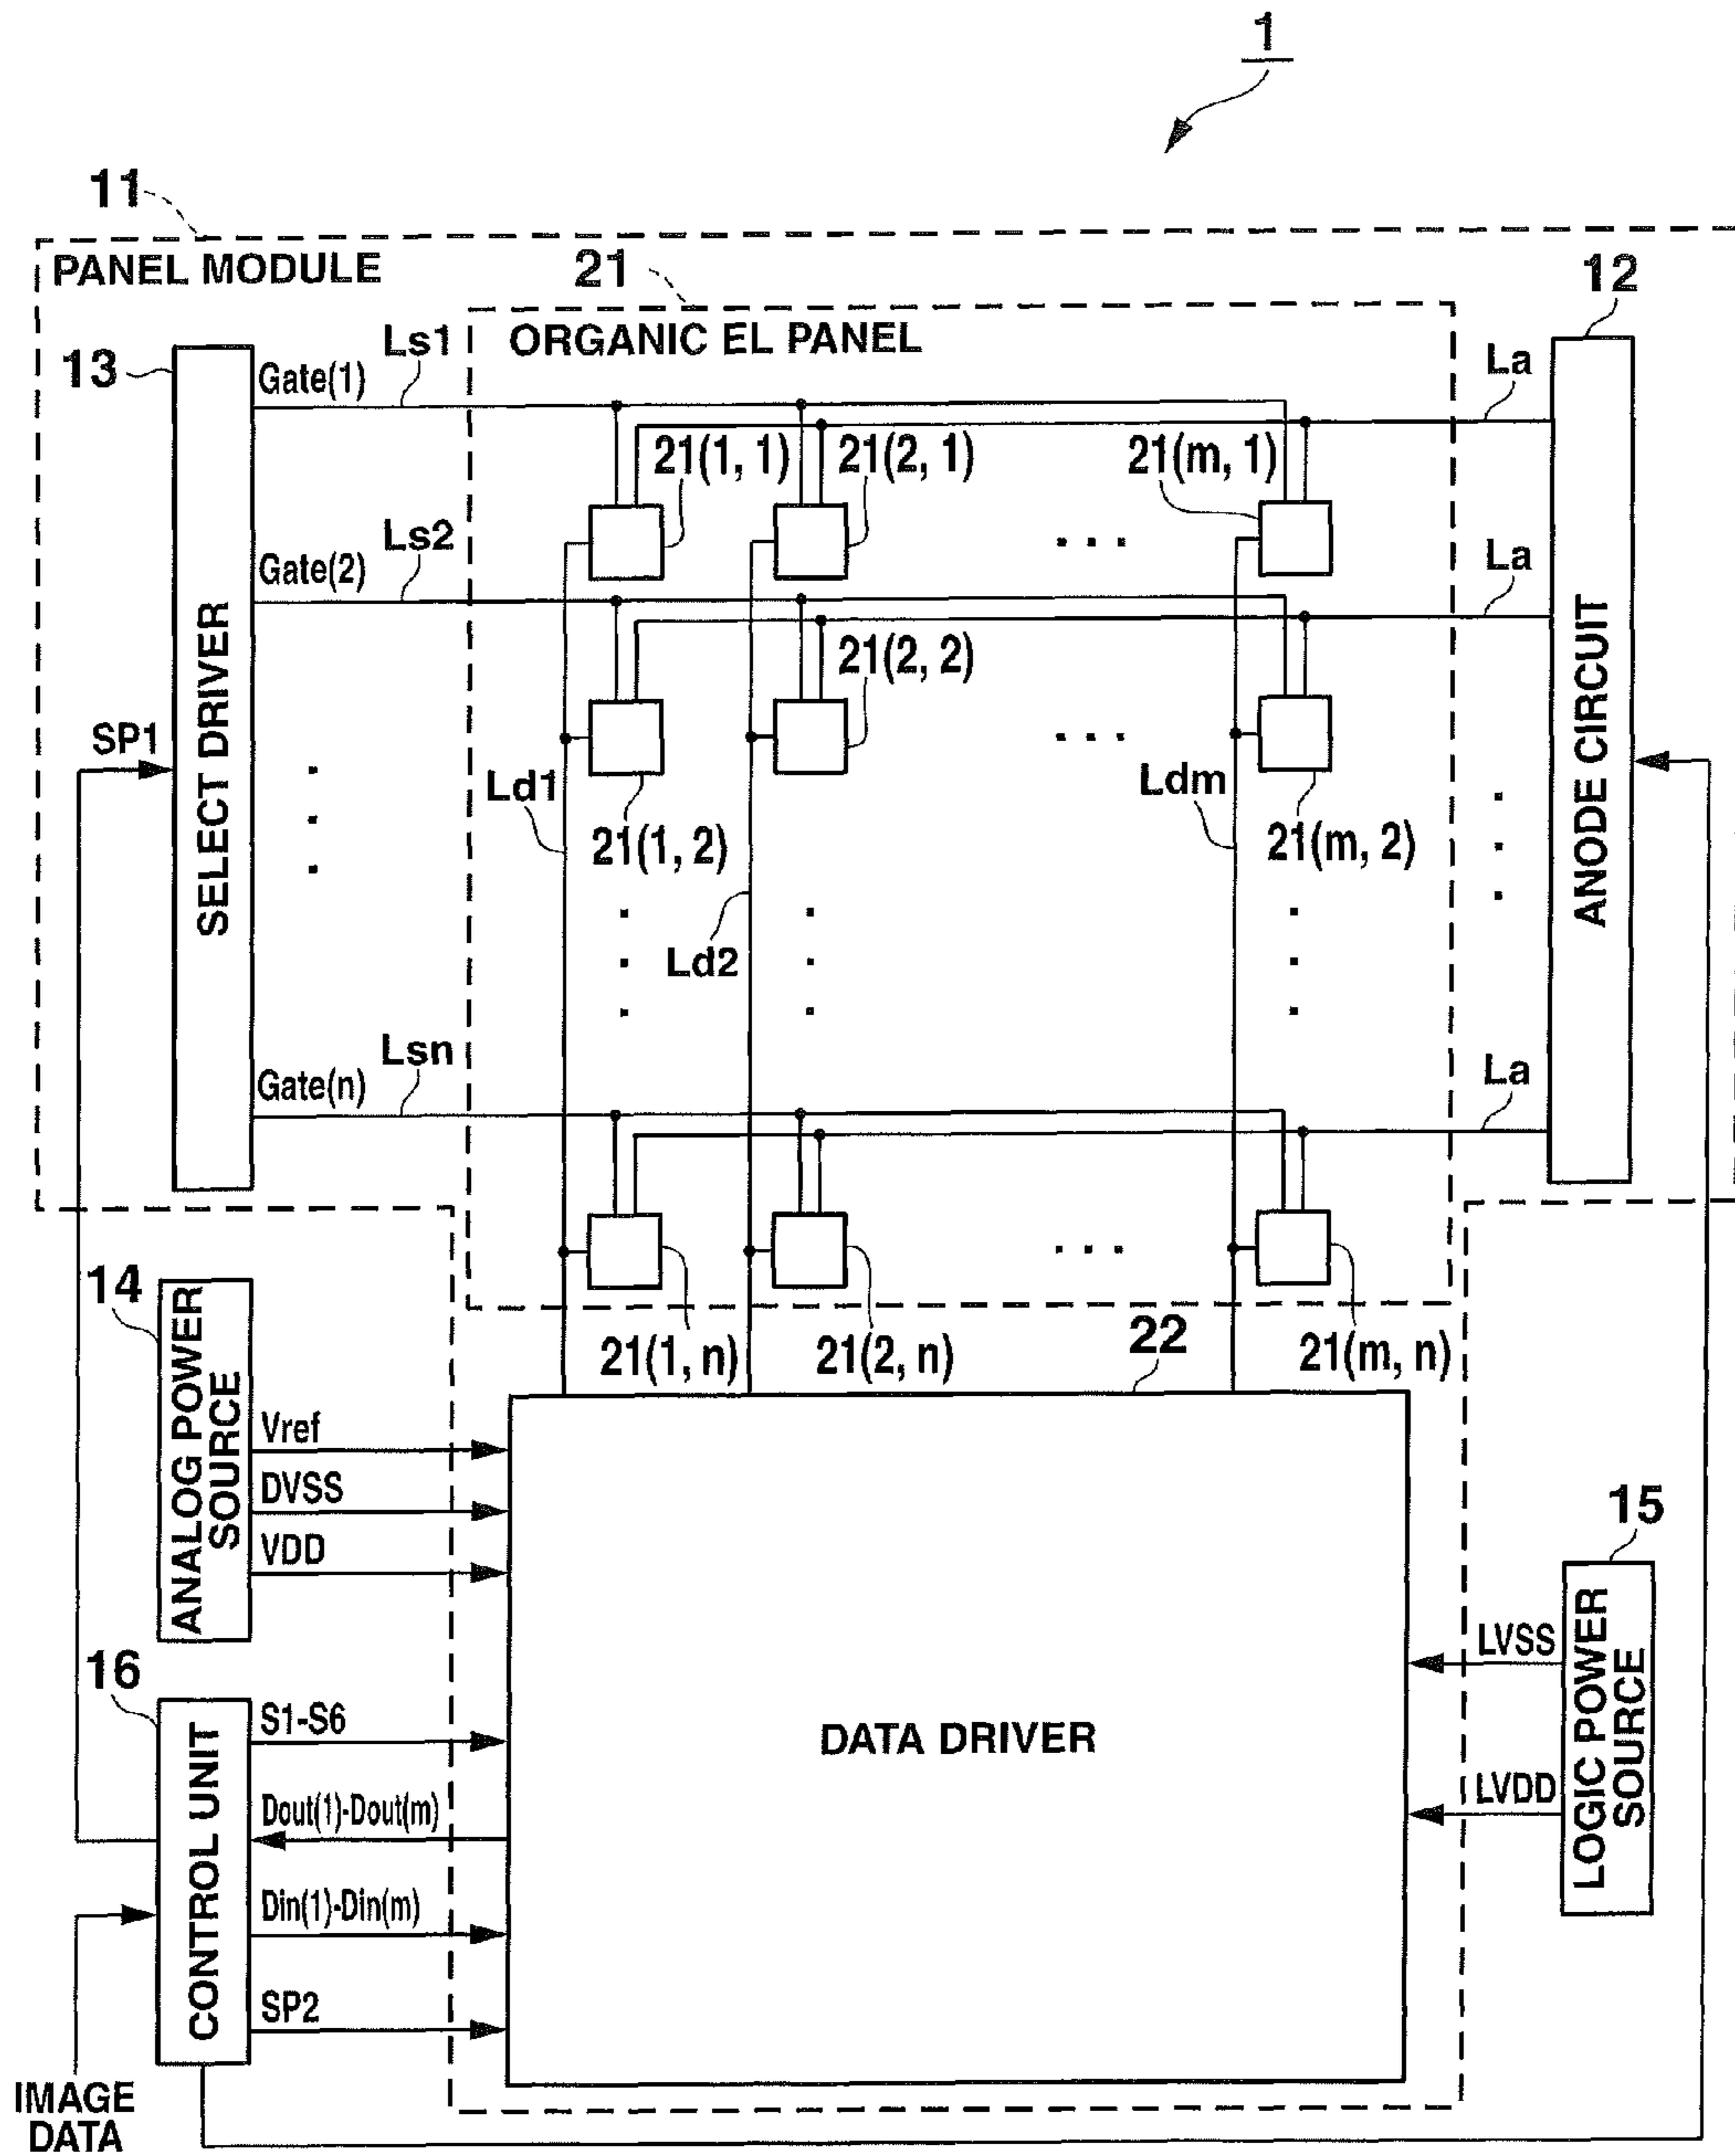 1
11
PANEL MODULE
21
ORGANIC EL PANEL
12
13
Gate(1)
Ls1
La
21(1, 1)
21(2, 1)
21(m, 1)
Gate(2)
Ls2
La
21(2, 2)
SP1
SELECT DRIVER
ANODE CIRCUIT
Ld1
Ldm
21(1, 2)
21(m, 2)
Ld2
Gate(n)
Lsn
La
14
ANALOG POWER
SOURCE
21(1, n)
21(2, n)
22
21(m, n)
Vref
DVSS
VDD
15
LOGIC POWER
SOURCE
LVSS
LVDD
16
CONTROL UNIT
S1-S6
DATA DRIVER
Dout(1)-Dout(m)
Din(1)-Din(m)
SP2
IMAGE
DATA